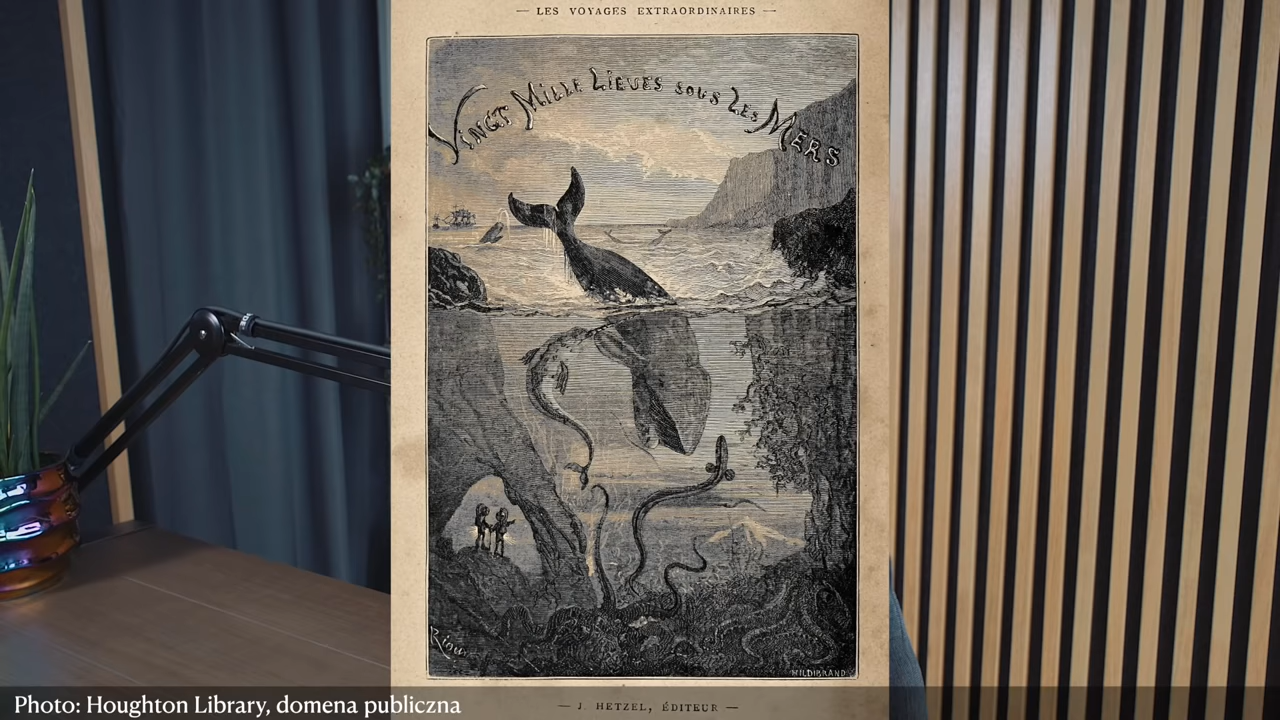 — LES VOYAGES EXTRAORDINAIRES —
VINGT MILLE LIEUES SOUS LES MERS
Riou
HILDIBRAND
— J. HETZEL, ÉDITEUR —
Photo: Houghton Library, domena publiczna